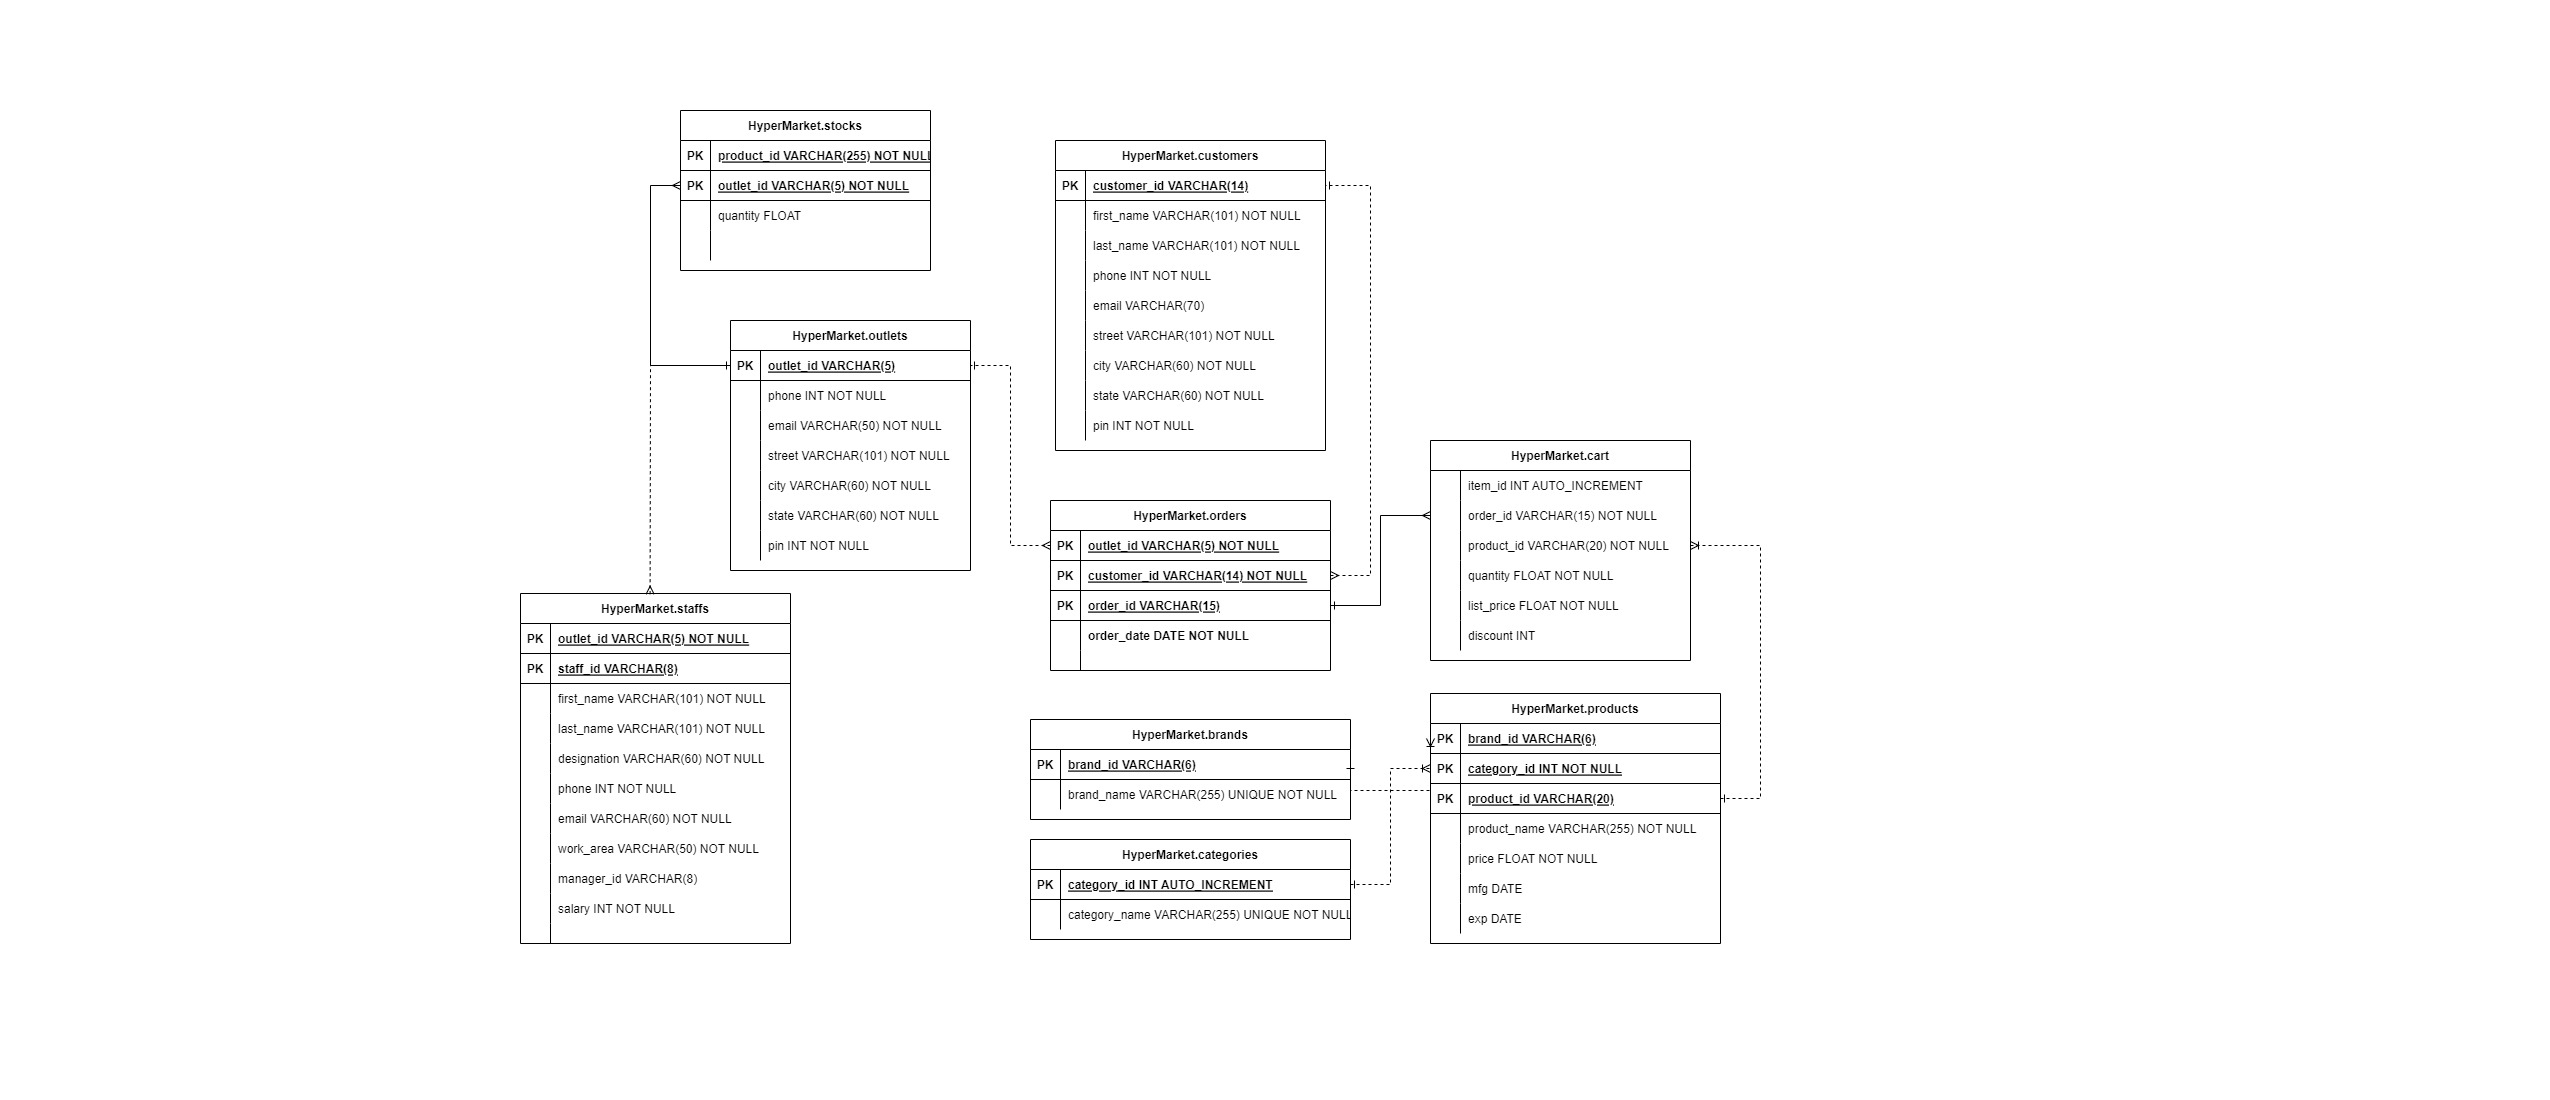 HyperMarket.stocks
PK product_id VARCHAR(255) NOT NULL
PK outlet_id VARCHAR(5) NOT NULL
quantity FLOAT
HyperMarket.customers
PK customer_id VARCHAR(14)
first_name VARCHAR(101) NOT NULL
last_name VARCHAR(101) NOT NULL
phone INT NOT NULL
email VARCHAR(70)
street VARCHAR(101) NOT NULL
city VARCHAR(60) NOT NULL
state VARCHAR(60) NOT NULL
pin INT NOT NULL
HyperMarket.outlets
PK outlet_id VARCHAR(5)
phone INT NOT NULL
email VARCHAR(50) NOT NULL
street VARCHAR(101) NOT NULL
city VARCHAR(60) NOT NULL
state VARCHAR(60) NOT NULL
pin INT NOT NULL
HyperMarket.cart
item_id INT AUTO_INCREMENT
order_id VARCHAR(15) NOT NULL
product_id VARCHAR(20) NOT NULL
quantity FLOAT NOT NULL
list_price FLOAT NOT NULL
discount INT
HyperMarket.orders
PK outlet_id VARCHAR(5) NOT NULL
PK customer_id VARCHAR(14) NOT NULL
PK order_id VARCHAR(15)
order_date DATE NOT NULL
HyperMarket.staffs
PK outlet_id VARCHAR(5) NOT NULL
PK staff_id VARCHAR(8)
first_name VARCHAR(101) NOT NULL
last_name VARCHAR(101) NOT NULL
designation VARCHAR(60) NOT NULL
phone INT NOT NULL
email VARCHAR(60) NOT NULL
work_area VARCHAR(50) NOT NULL
manager_id VARCHAR(8)
salary INT NOT NULL
HyperMarket.brands
PK brand_id VARCHAR(6)
brand_name VARCHAR(255) UNIQUE NOT NULL
HyperMarket.categories
PK category_id INT AUTO_INCREMENT
category_name VARCHAR(255) UNIQUE NOT NULL
HyperMarket.products
PK brand_id VARCHAR(6)
PK category_id INT NOT NULL
PK product_id VARCHAR(20)
product_name VARCHAR(255) NOT NULL
price FLOAT NOT NULL
mfg DATE
exp DATE